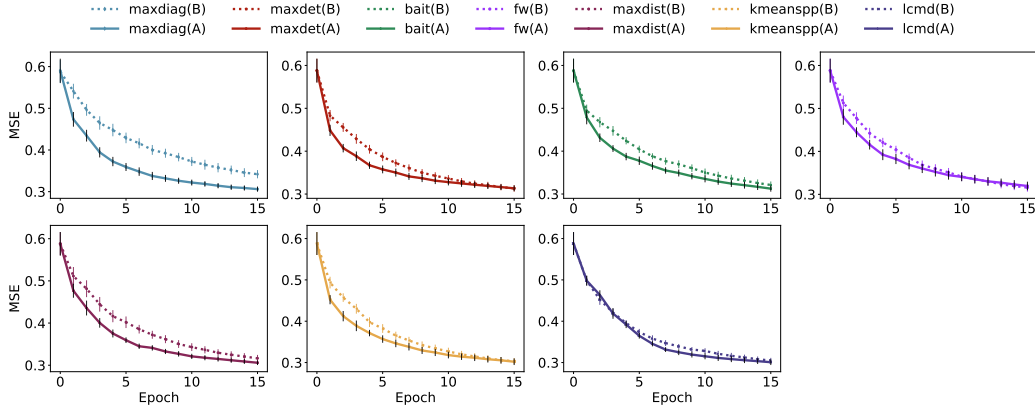 maxdiag(B) maxdet(B) bait(B) fw(B) maxdist(B) kmeanspp(B) lcmd(B)
maxdiag(A) maxdet(A) bait(A) fw(A) maxdist(A) kmeanspp(A) lcmd(A)
MSE
0.6 0.6 0.6 0.6
0.5 0.5 0.5 0.5
0.4 0.4 0.4 0.4
0.3 0.3 0.3 0.3
0 5 10 15 0 5 10 15 0 5 10 15 0 5 10 15
MSE
0.6 0.6 0.6
0.5 0.5 0.5
0.4 0.4 0.4
0.3 0.3 0.3
0 5 10 15 0 5 10 15 0 5 10 15
Epoch Epoch Epoch